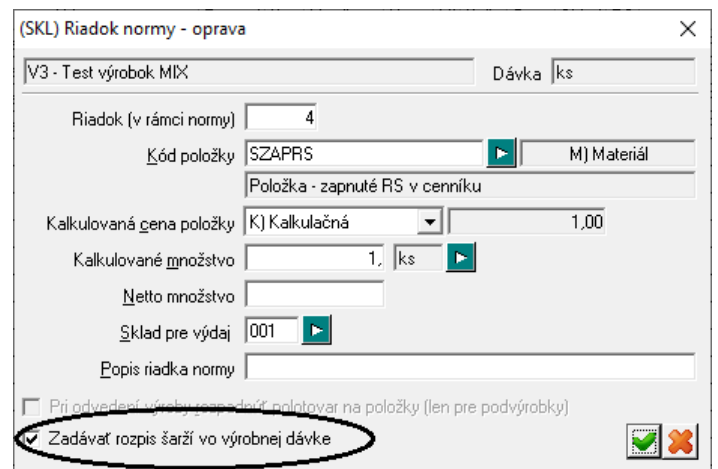 (SKL) Riadok normy - oprava
V3 - Test výrobok MIX Dávka ks
Riadok (v rámci normy) 4
Kód položky SZAPRS M) Materiál
Položka - zapnuté RS v cenníku
Kalkulovaná cena položky K) Kalkulačná 1,00
Kalkulované množstvo 1, ks
Netto množstvo
Sklad pre výdaj 001
Popis riadka normy
Pri odvedení výroby rozpadnúť polotovar na položky (len pre podvýrobky)
Zadávať rozpis šarží vo výrobnej dávke